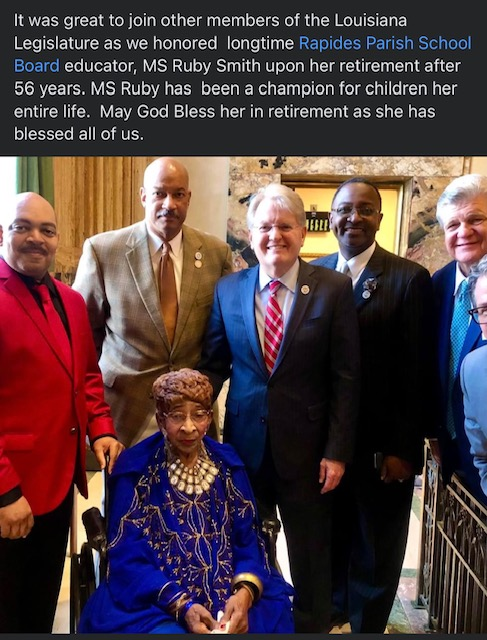 It was great to join other members of the Louisiana
Legislature as we honored  longtime Rapides Parish School
Board educator, MS Ruby Smith upon her retirement after
56 years. MS Ruby has  been a champion for children her
entire life.  May God Bless her in retirement as she has
blessed all of us.